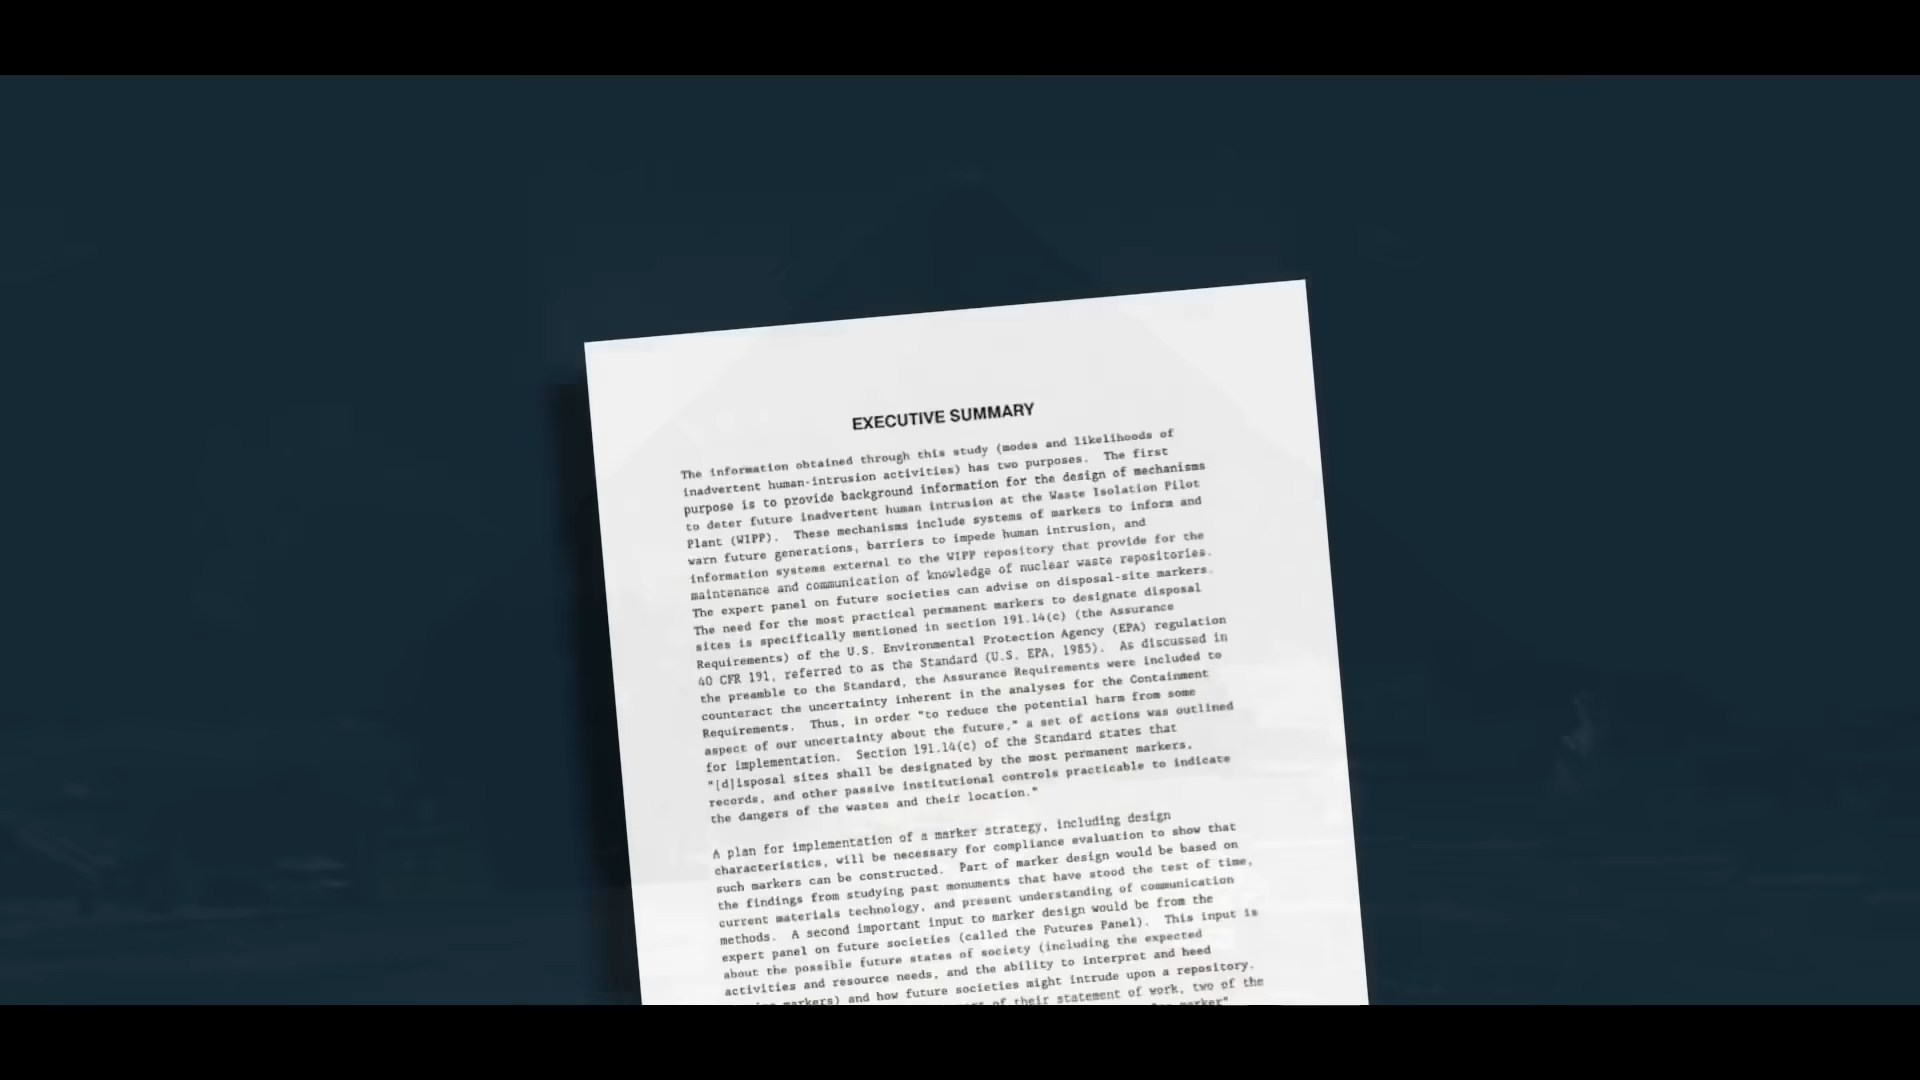 EXECUTIVE SUMMARY
The information obtained through this study (modes and likelihoods of
inadvertent human-intrusion activities) has two purposes. The first
purpose is to provide background information for the design of mechanisms
to deter future inadvertent human intrusion at the Waste Isolation Pilot
Plant (WIPP). These mechanisms include systems of markers to inform and
warn future generations, barriers to impede human intrusion, and
information systems external to the WIPP repository that provide for the
maintenance and communication of knowledge of nuclear waste repositories.
The expert panel on future societies can advise on disposal-site markers.
The need for the most practical permanent markers to designate disposal
sites is specifically mentioned in section 191.14(c) (the Assurance
Requirements) of the U.S. Environmental Protection Agency (EPA) regulation
40 CFR 191, referred to as the Standard (U.S. EPA, 1985). As discussed in
the preamble to the Standard, the Assurance Requirements were included to
counteract the uncertainty inherent in the analyses for the Containment
Requirements. Thus, in order "to reduce the potential harm from some
aspect of our uncertainty about the future," a set of actions was outlined
for implementation. Section 191.14(c) of the Standard states that
"[d]isposal sites shall be designated by the most permanent markers,
records, and other passive institutional controls practicable to indicate
the dangers of the wastes and their location."
A plan for implementation of a marker strategy, including design
characteristics, will be necessary for compliance evaluation to show that
such markers can be constructed. Part of marker design would be based on
the findings from studying past monuments that have stood the test of time,
current materials technology, and present understanding of communication
methods. A second important input to marker design would be from the
expert panel on future societies (called the Futures Panel). This input is
about the possible future states of society (including the expected
activities and resource needs, and the ability to interpret and heed
markers) and how future societies might intrude upon a repository.
of their statement of work, two of the
marker"